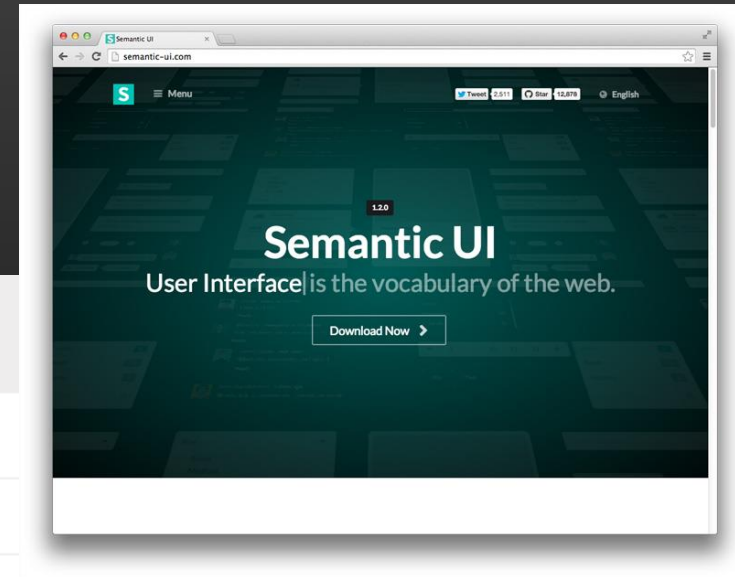 Semantic UI
semantic-ui.com
S
Menu
Tweet 2,511
Star 12,878
English
1.2.0
Semantic UI
User Interface is the vocabulary of the web.
Download Now